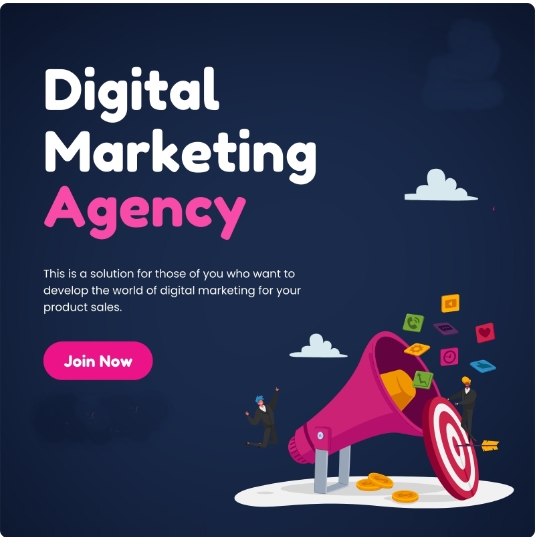 Digital
Marketing
Agency
This is a solution for those of you who want to
develop the world of digital marketing for your
product sales.
Join Now